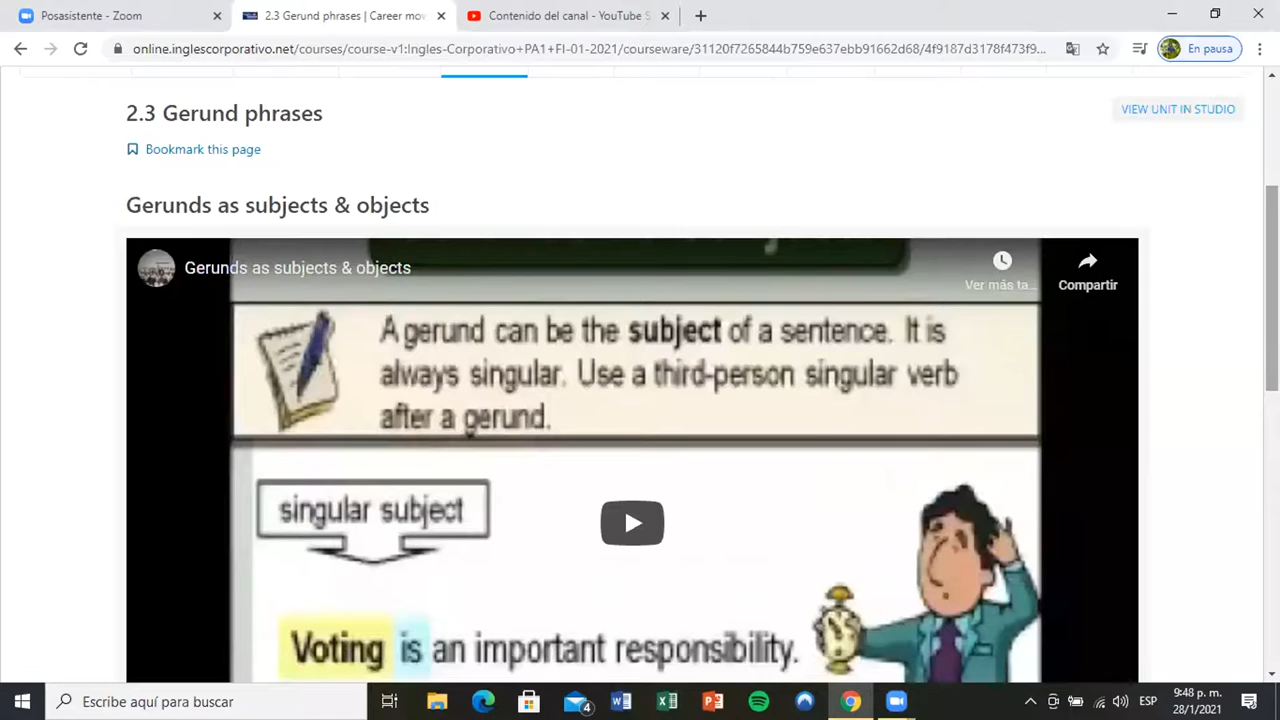 Posasistente - Zoom
2.3 Gerund phrases | Career mov
Contenido del canal - YouTube S
online.inglescorporativo.net/courses/course-v1:Ingles-Corporativo+PA1+FI-01-2021/courseware/31120f7265844b759e637ebb91662d68/4f9187d3178f473f9...
En pausa
2.3 Gerund phrases
VIEW UNIT IN STUDIO
Bookmark this page
Gerunds as subjects & objects
Gerunds as subjects & objects
Ver más ta...
Compartir
A gerund can be the subject of a sentence. It is
always singular. Use a third-person singular verb
after a gerund.
singular subject
Voting is an important responsibility.
Escribe aquí para buscar
4
ESP
9:48 p. m.
28/1/2021